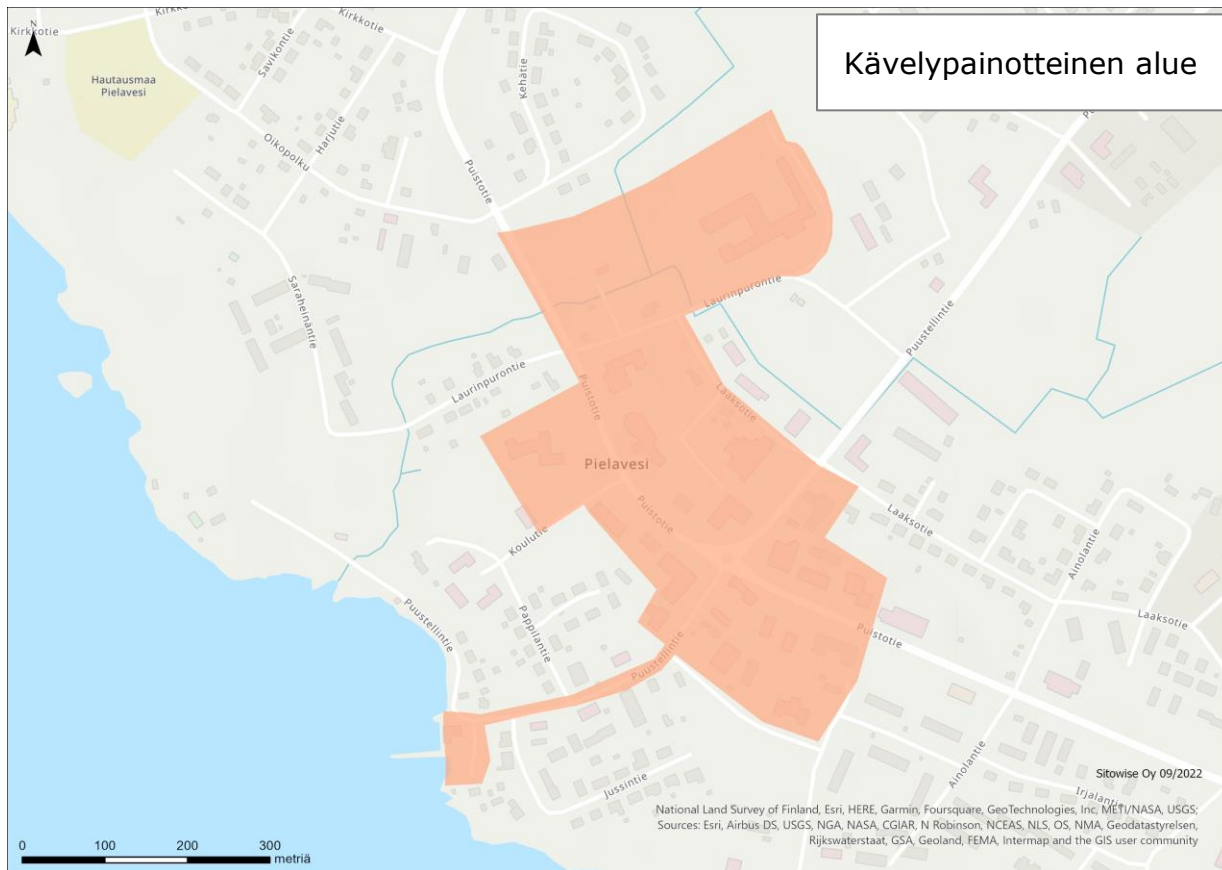 Kävelypainotteinen alue
N
Kirkkotie
Kirkkotie
Hautausmaa
Pielavesi
Savikontie
Harjutie
Oikopolku
Kehätie
Puistotie
Saraheinäntie
Laurinpurontie
Laurinpurontie
Puustellintie
Puistotie
Laaksotie
Pielavesi
Puistotie
Koulutie
Laaksotie
Ainolantie
Laaksotie
Puustellintie
Pappilantie
Puustellintie
Puistotie
Jussintie
Ainolantie
Irjalantie
Sitowise Oy 09/2022
National Land Survey of Finland, Esri, HERE, Garmin, Foursquare, GeoTechnologies, Inc, METI/NASA, USGS;
Sources: Esri, Airbus DS, USGS, NGA, NASA, CGIAR, N Robinson, NCEAS, NLS, OS, NMA, Geodatastyrelsen,
Rijkswaterstaat, GSA, Geoland, FEMA, Intermap and the GIS user community
0 100 200 300
metriä